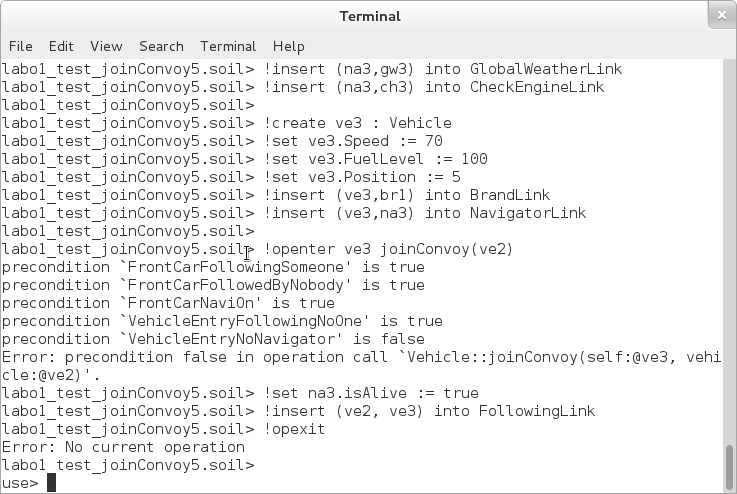 Terminal
×
File Edit View Search Terminal Help
labo1_test_joinConvoy5.soil> !insert (na3,gw3) into GlobalWeatherLink
labo1_test_joinConvoy5.soil> !insert (na3,ch3) into CheckEngineLink
labo1_test_joinConvoy5.soil>
labo1_test_joinConvoy5.soil> !create ve3 : Vehicle
labo1_test_joinConvoy5.soil> !set ve3.Speed := 70
labo1_test_joinConvoy5.soil> !set ve3.FuelLevel := 100
labo1_test_joinConvoy5.soil> !set ve3.Position := 5
labo1_test_joinConvoy5.soil> !insert (ve3,br1) into BrandLink
labo1_test_joinConvoy5.soil> !insert (ve3,na3) into NavigatorLink
labo1_test_joinConvoy5.soil>
labo1_test_joinConvoy5.soil> !openter ve3 joinConvoy(ve2)
precondition `FrontCarFollowingSomeone' is true
precondition `FrontCarFollowedByNobody' is true
precondition `FrontCarNaviOn' is true
precondition `VehicleEntryFollowingNoOne' is true
precondition `VehicleEntryNoNavigator' is false
Error: precondition false in operation call `Vehicle::joinConvoy(self:@ve3, vehi
cle:@ve2)'.
labo1_test_joinConvoy5.soil> !set na3.isAlive := true
labo1_test_joinConvoy5.soil> !insert (ve2, ve3) into FollowingLink
labo1_test_joinConvoy5.soil> !opexit
Error: No current operation
labo1_test_joinConvoy5.soil>
use>